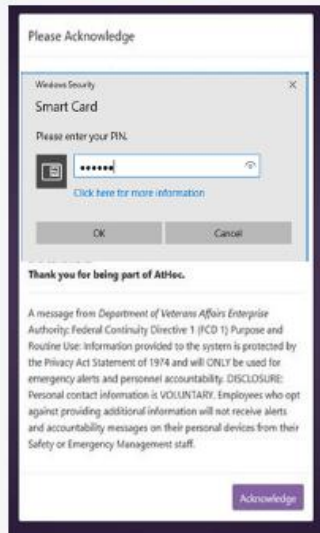 Please Acknowledge
Windows Security
Smart Card
Please enter your PIN.
Click here for more information
OK Cancel
Thank you for being part of AtHoc.
A message from Department of Veterans Affairs Enterprise
Authority: Federal Continuity Directive 1 (FCD 1) Purpose and
Routine Use: Information provided to the system is protected by
the Privacy Act Statement of 1974 and will ONLY be used for
emergency alerts and personnel accountability. DISCLOSURE:
Personal contact information is VOLUNTARY. Employees who opt
against providing additional information will not receive alerts
and accountability messages on their personal devices from their
Safety or Emergency Management staff.
Acknowledge